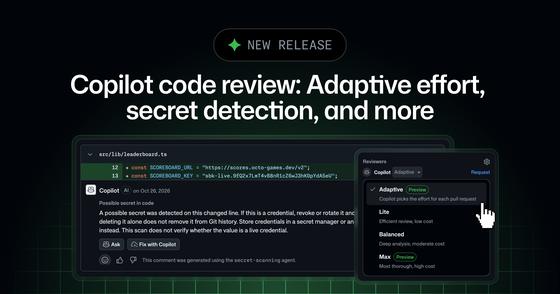 NEW RELEASE
Copilot code review: Adaptive effort,
secret detection, and more
src/lib/leaderboard.ts
12 + const SCOREBOARD_URL = "https://scores.octo-games.dev/v2";
13 + const SCOREBOARD_KEY =
Copilot AI on Oct 26, 2026
Possible secret in code
A possible secret was detected on this changed line. If this is a credential, revoke or rotate it
deleting it alone does not remove it from Git history. Store credentials in a secret manager or
instead. This scan does not verify whether the value is a live credential.
Ask Fix with Copilot
This comment was generated using the secret-scanning agent.
Reviewers
Copilot Adaptive Request
Adaptive Preview
Copilot picks the effort for each pull request
Lite
Efficient review, low cost
Balanced
Deep analysis, moderate cost
Max Preview
Most thorough, high cost